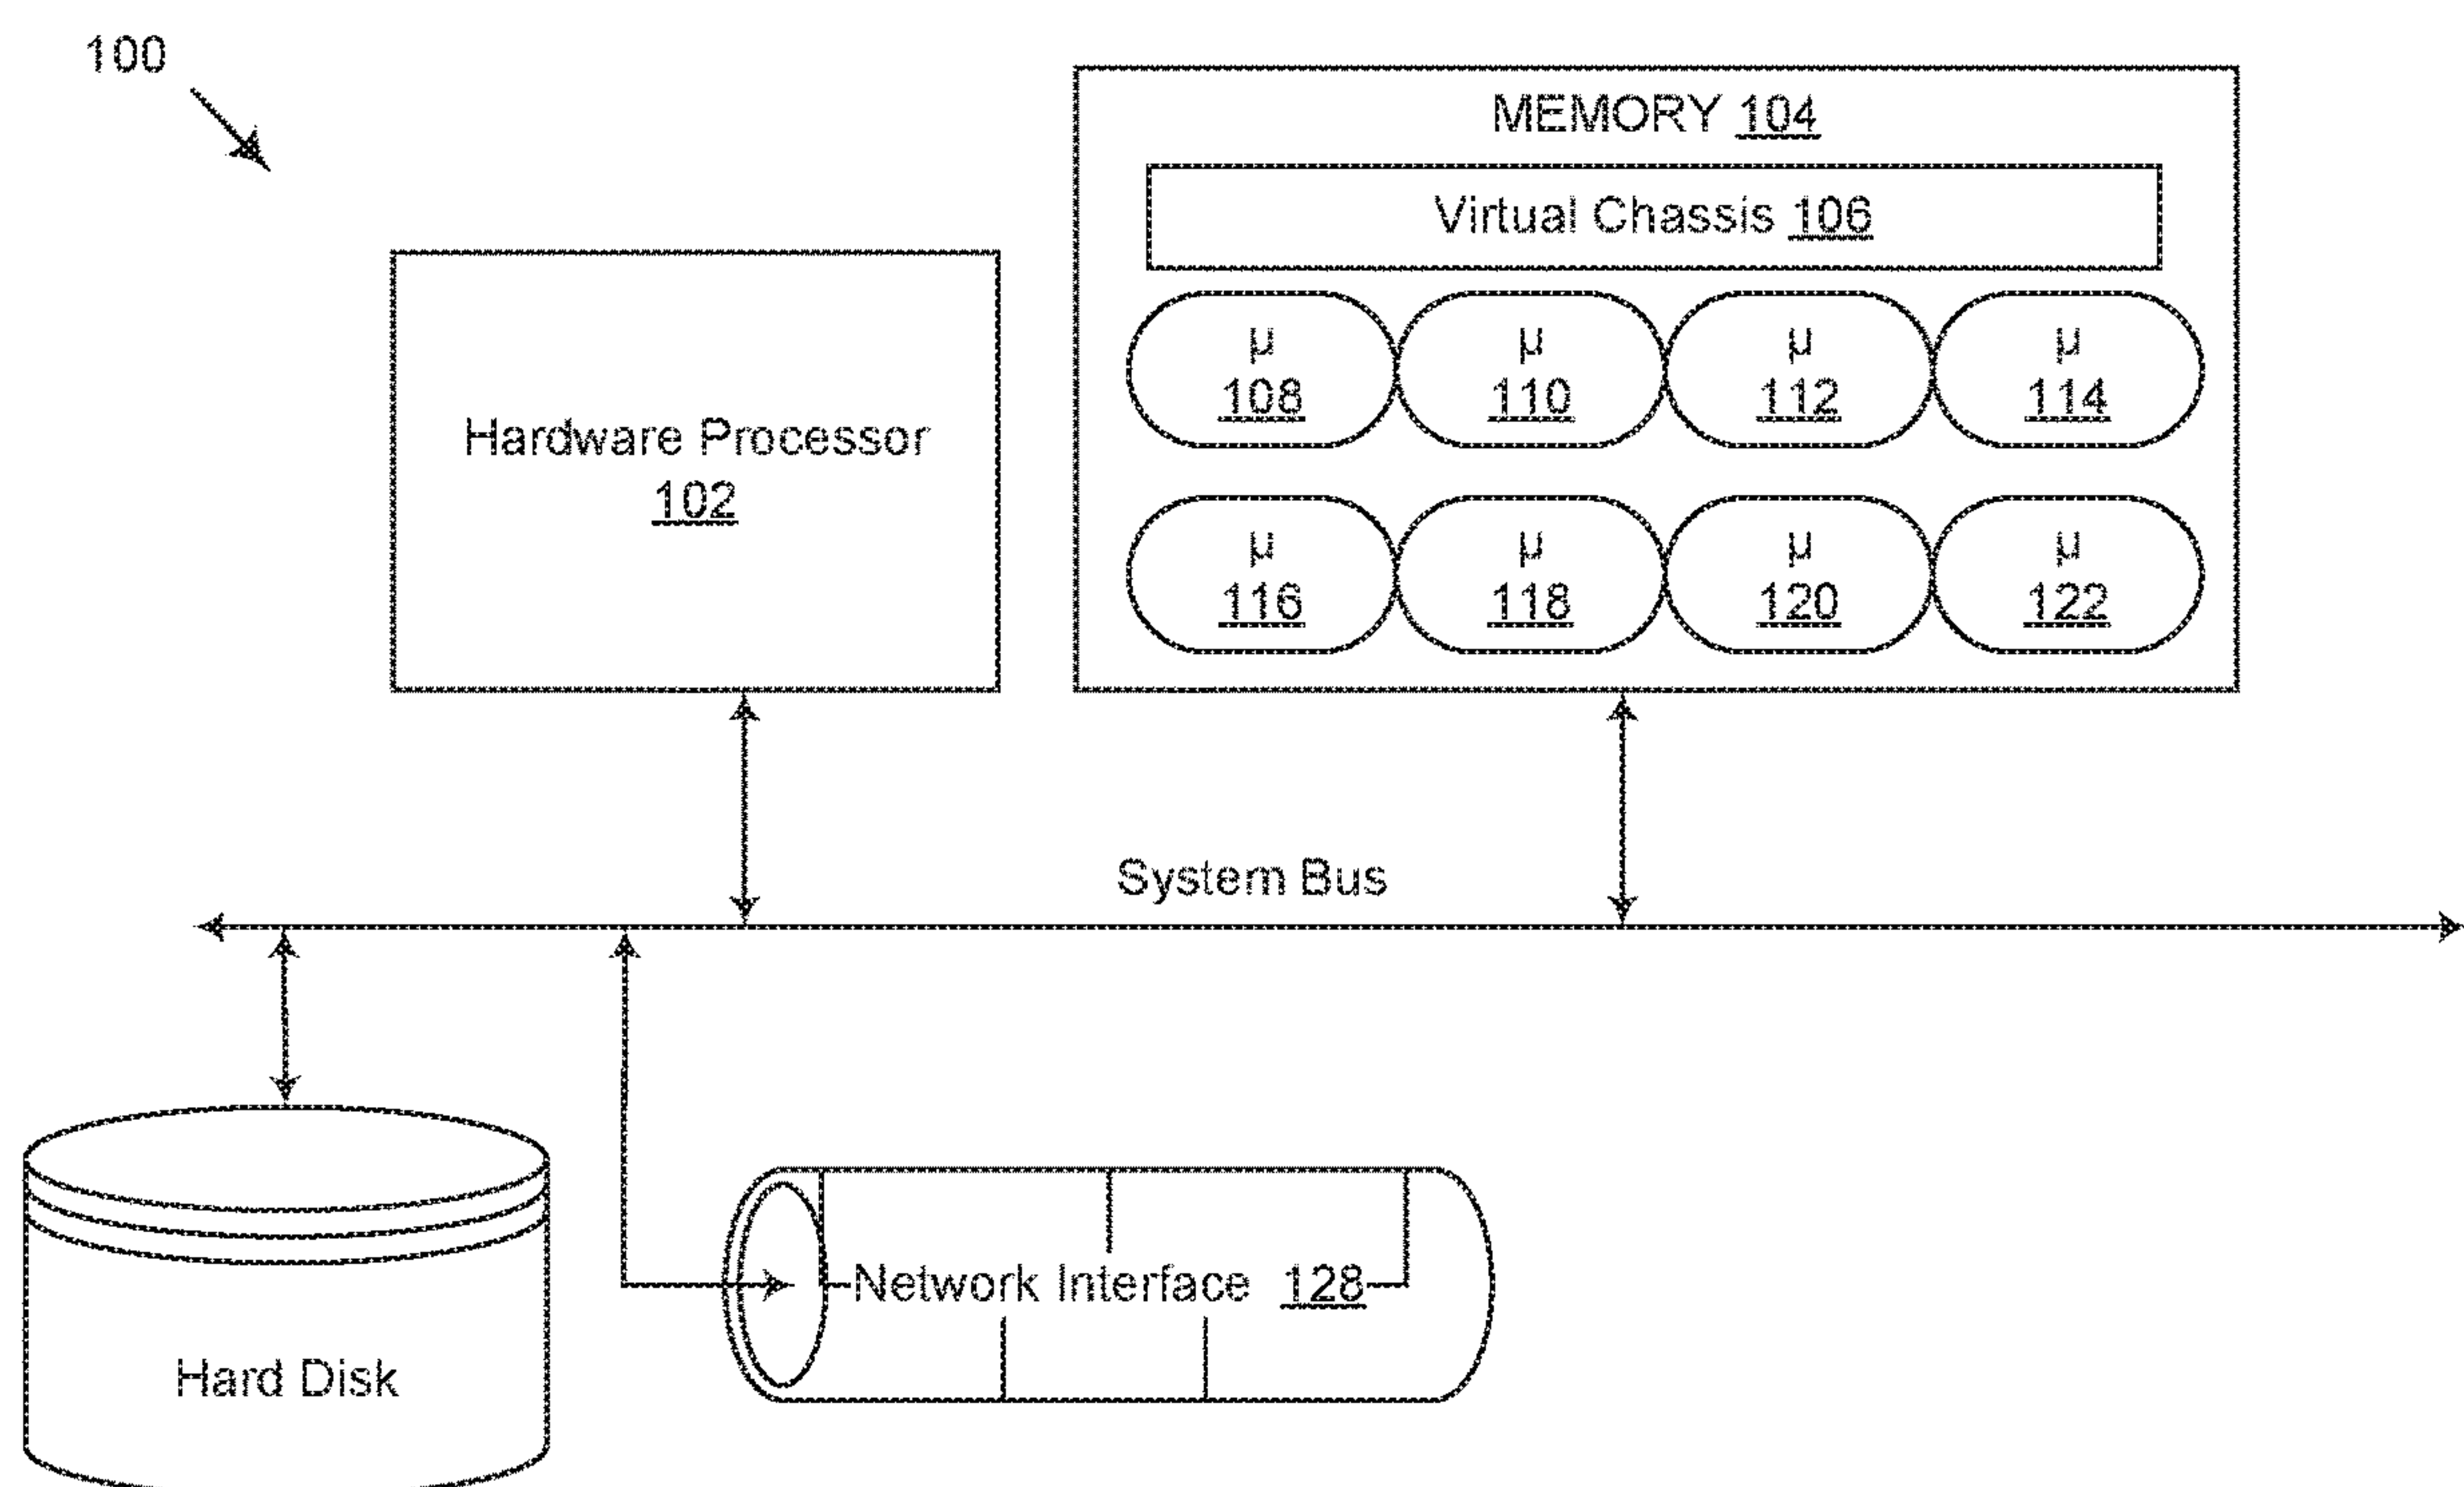 100
MEMORY 104
Virtual Chassis 106
Hardware Processor
102
µ µ µ µ
108 110 112 114
µ µ µ µ
116 118 120 122
System Bus
Network Interface 128
Hard Disk